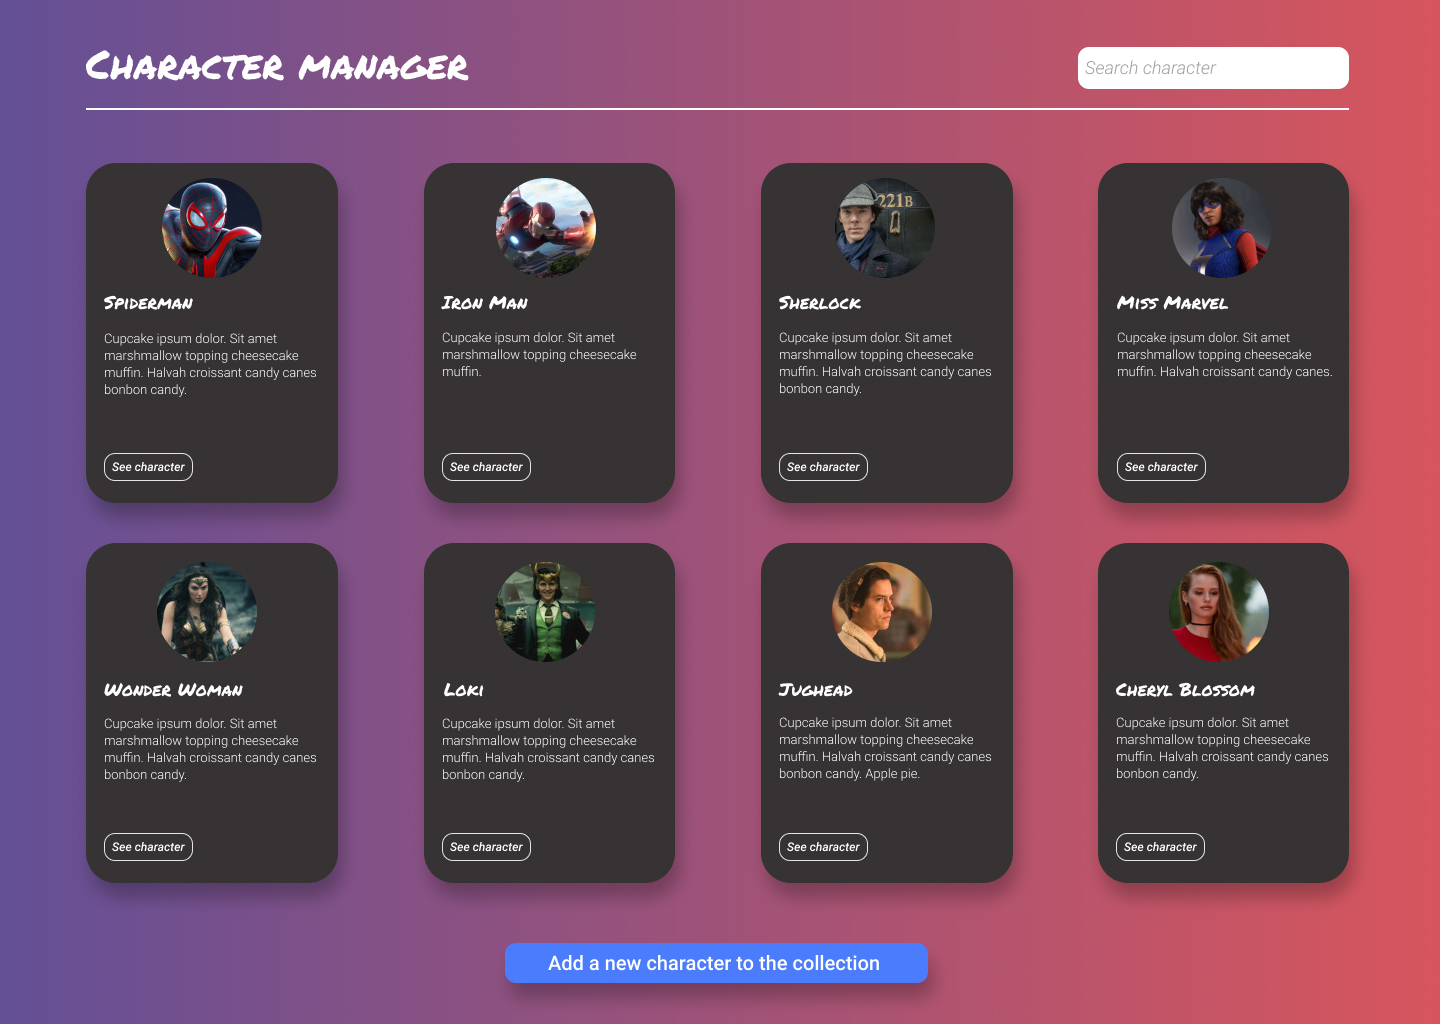 Character manager
Search character
221B
Spiderman
Cupcake ipsum dolor. Sit amet
marshmallow topping cheesecake
muffin. Halvah croissant candy canes
bonbon candy.
See character
Iron Man
Cupcake ipsum dolor. Sit amet
marshmallow topping cheesecake
muffin.
See character
Sherlock
Cupcake ipsum dolor. Sit amet
marshmallow topping cheesecake
muffin. Halvah croissant candy canes
bonbon candy.
See character
Miss Marvel
Cupcake ipsum dolor. Sit amet
marshmallow topping cheesecake
muffin. Halvah croissant candy canes.
See character
Wonder Woman
Cupcake ipsum dolor. Sit amet
marshmallow topping cheesecake
muffin. Halvah croissant candy canes
bonbon candy.
See character
Loki
Cupcake ipsum dolor. Sit amet
marshmallow topping cheesecake
muffin. Halvah croissant candy canes
bonbon candy.
See character
Jughead
Cupcake ipsum dolor. Sit amet
marshmallow topping cheesecake
muffin. Halvah croissant candy canes
bonbon candy. Apple pie.
See character
Cheryl Blossom
Cupcake ipsum dolor. Sit amet
marshmallow topping cheesecake
muffin. Halvah croissant candy canes
bonbon candy.
See character
Add a new character to the collection